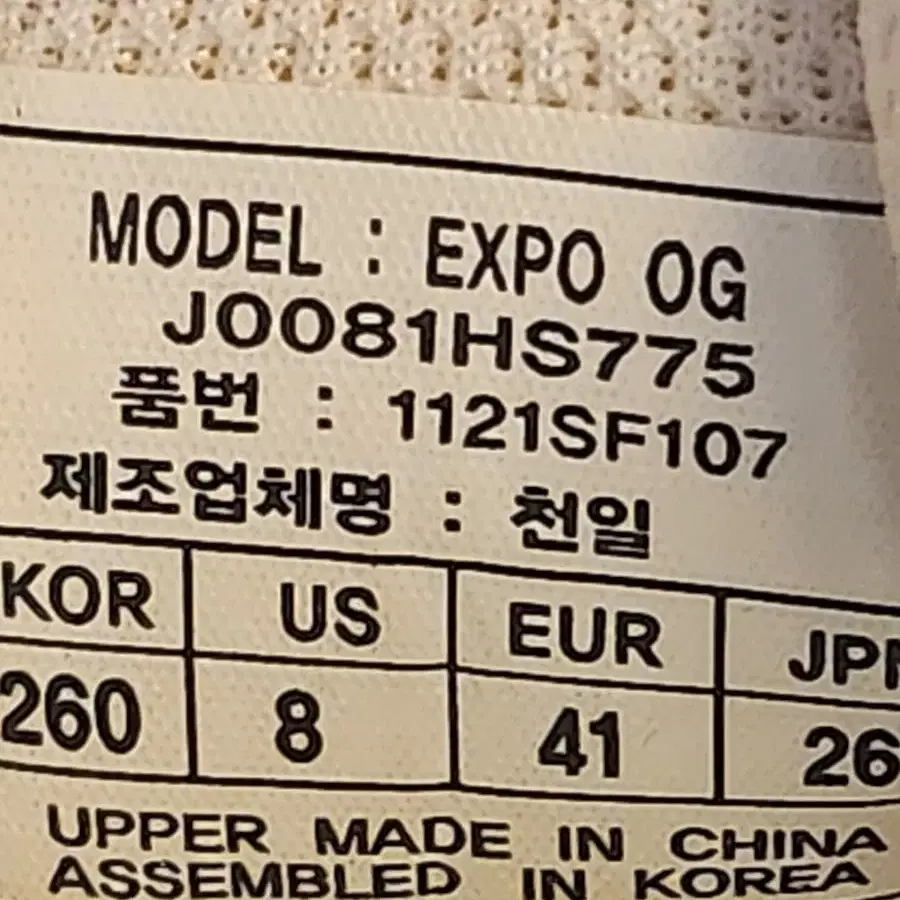 MODEL : EXPO OG
J0081HS775
품번 : 1121SF107
제조업체명 : 천일
KOR US EUR JPN
260 8 41 26
UPPER MADE IN CHINA
ASSEMBLED IN KOREA